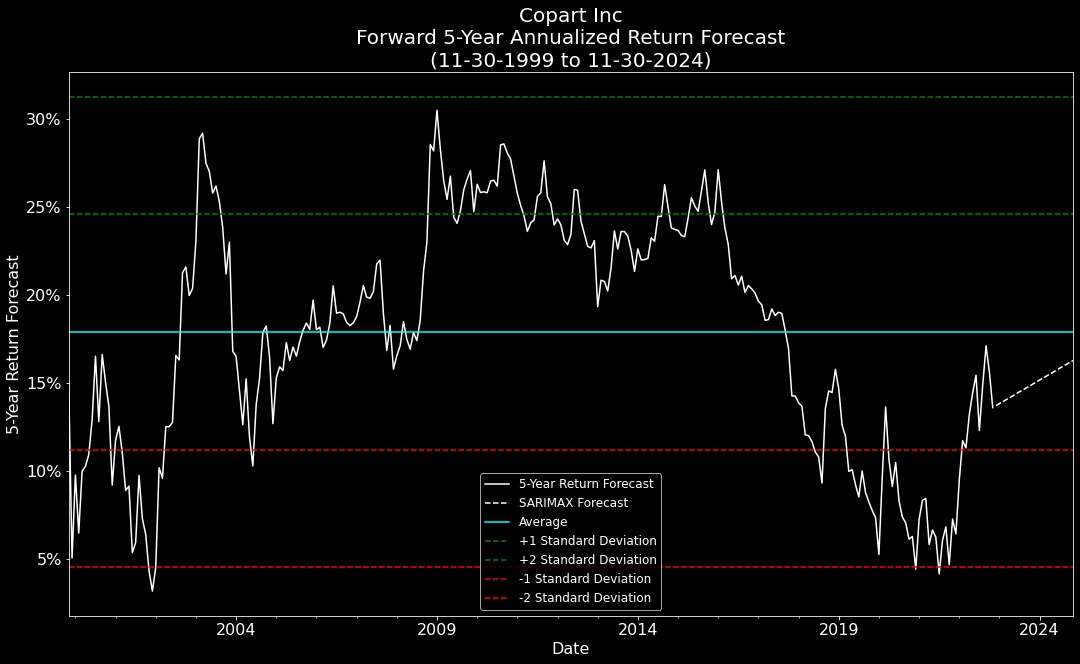 Copart Inc
Forward 5-Year Annualized Return Forecast
(11-30-1999 to 11-30-2024)
30%
25%
20%
15%
10%
5%
5-Year Return Forecast
5-Year Return Forecast
SARIMAX Forecast
Average
+1 Standard Deviation
+2 Standard Deviation
-1 Standard Deviation
-2 Standard Deviation
2004
2009
2014
2019
2024
Date